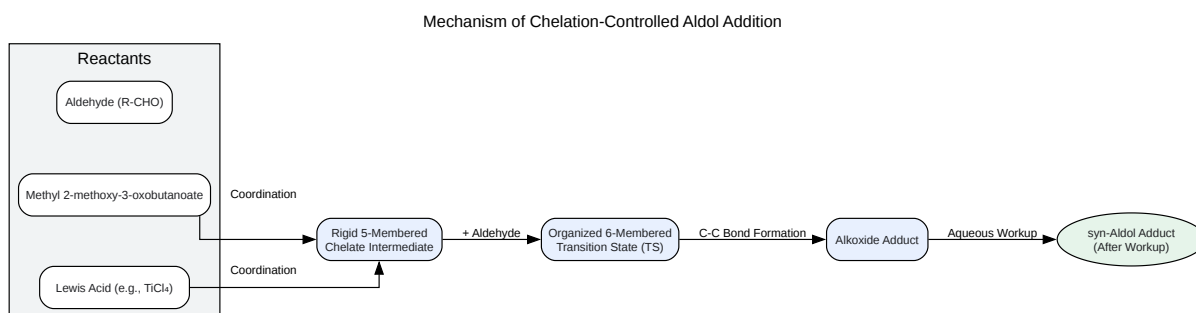 Mechanism of Chelation-Controlled Aldol Addition
Reactants
Aldehyde (R-CHO)
Methyl 2-methoxy-3-oxobutanoate
Lewis Acid (e.g., TiCl₄)
Coordination
Coordination
Rigid 5-Membered
Chelate Intermediate
+ Aldehyde
Organized 6-Membered
Transition State (TS)
C-C Bond Formation
Alkoxide Adduct
Aqueous Workup
syn-Aldol Adduct
(After Workup)